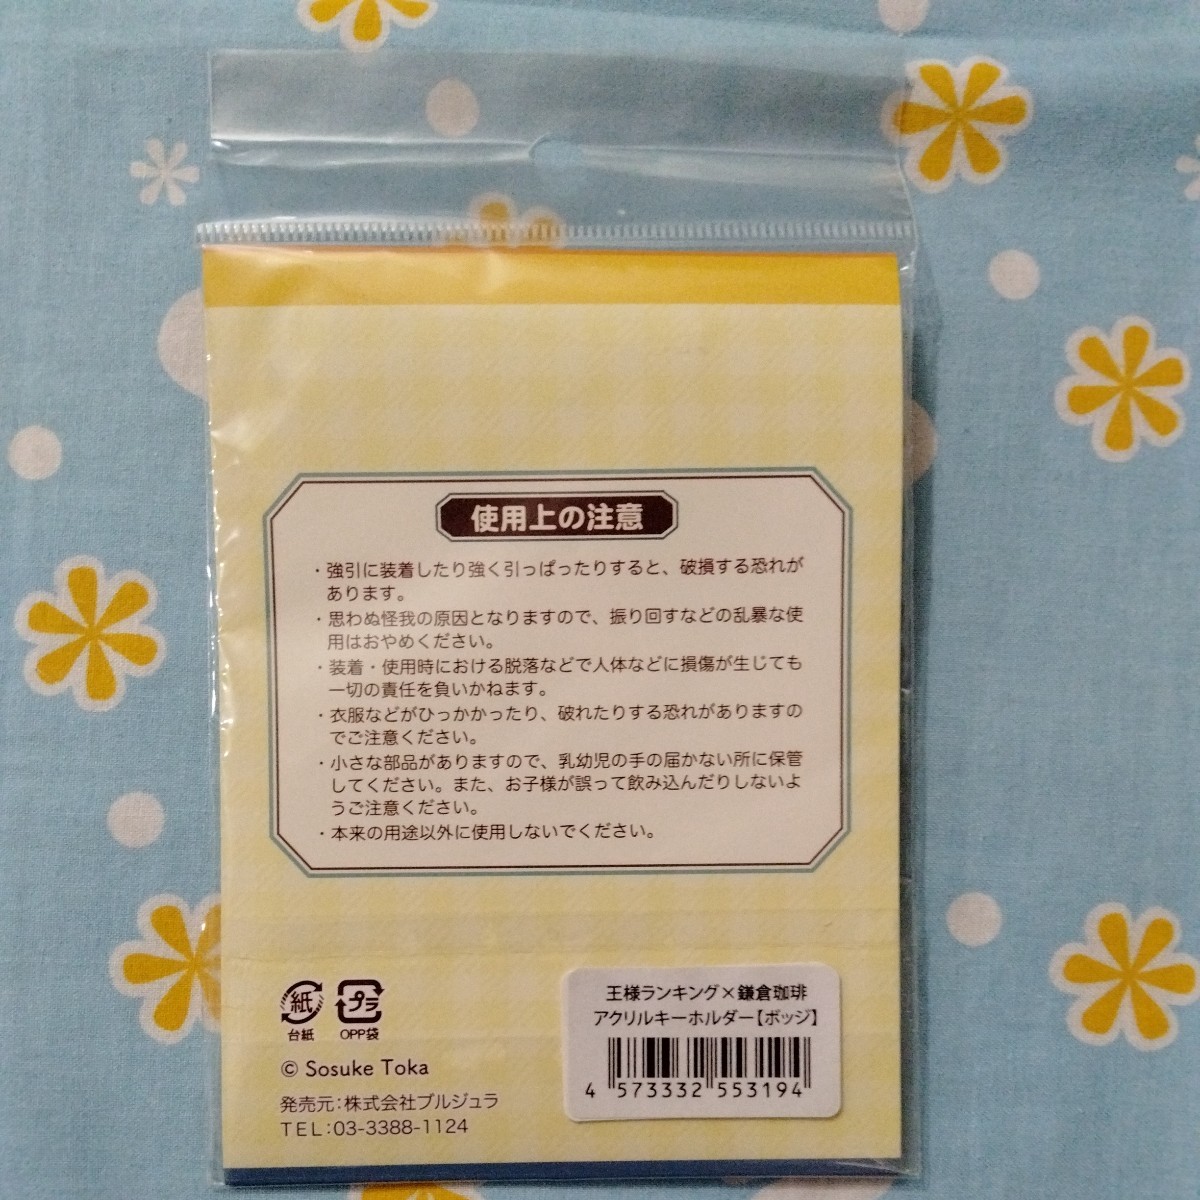 使用上の注意
・強引に装着したり強く引っぱったりすると、破損する恐れが
あります。
・思わぬ怪我の原因となりますので、振り回すなどの乱暴な使
用はおやめください。
・装着・使用時における脱落などで人体などに損傷が生じても
一切の責任を負いかねます。
・衣服などがひっかかったり、破れたりする恐れがありますの
でご注意ください。
・小さな部品がありますので、乳幼児の手の届かない所に保管
してください。また、お子様が誤って飲み込んだりしないよ
うご注意ください。
・本来の用途以外に使用しないでください。
紙 プラ
台紙 OPP袋
© Sosuke Toka
発売元：株式会社ブルジュラ
TEL：03-3388-1124
王様ランキング×鎌倉珈琲
アクリルキーホルダー【ボッジ】
4 573332 553194